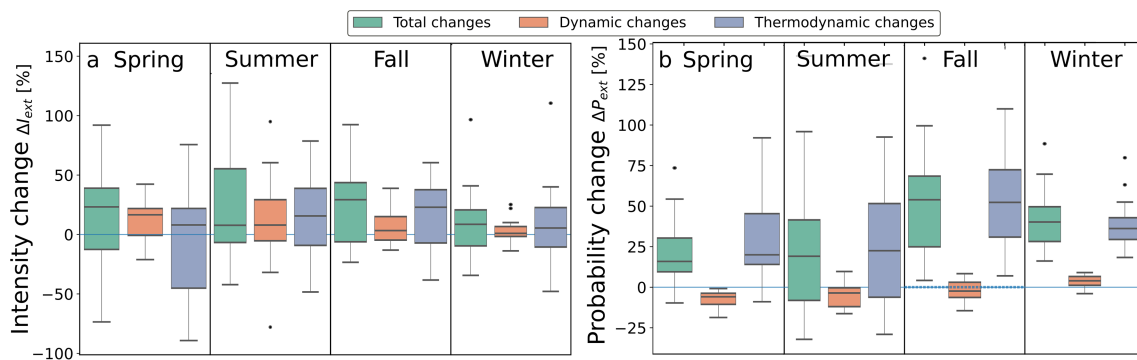 Total changes Dynamic changes Thermodynamic changes
a Spring Summer Fall Winter
Intensity change ΔI_ext [%]
150
100
50
0
−50
−100
b Spring Summer Fall Winter
Probability change ΔP_ext [%]
150
125
100
75
50
25
0
−25